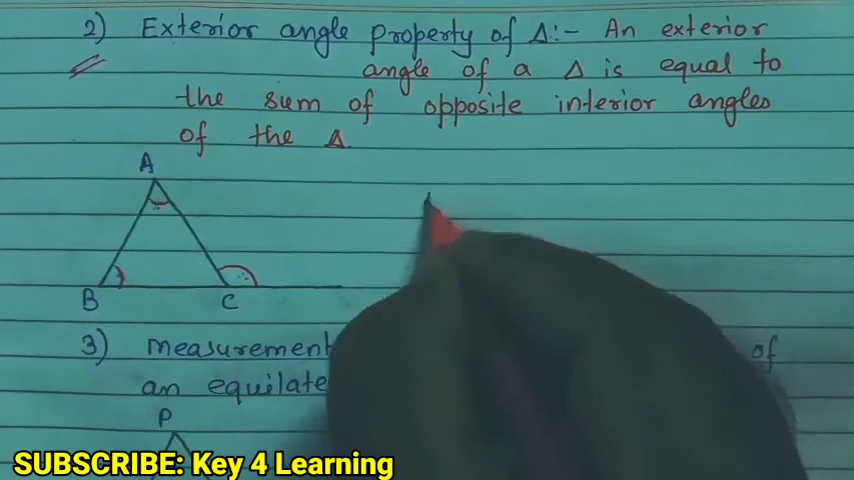 2) Exterior angle property of Δ:- An exterior
angle of a Δ is equal to
the sum of opposite interior angles
of the Δ.
A
B
C
3) measurement of
an equilate
P
SUBSCRIBE: Key 4 Learning